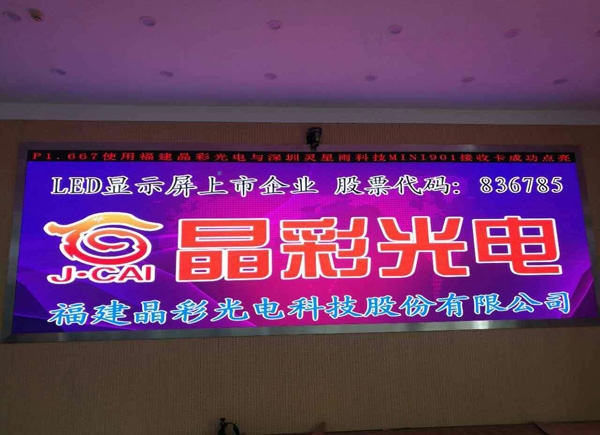 P1.667使用福建晶彩光电与深圳灵星雨科技MINI901接收卡成功点亮
LED显示屏上市企业 股票代码：836785
J·CAI
晶彩光电
福建晶彩光电科技股份有限公司